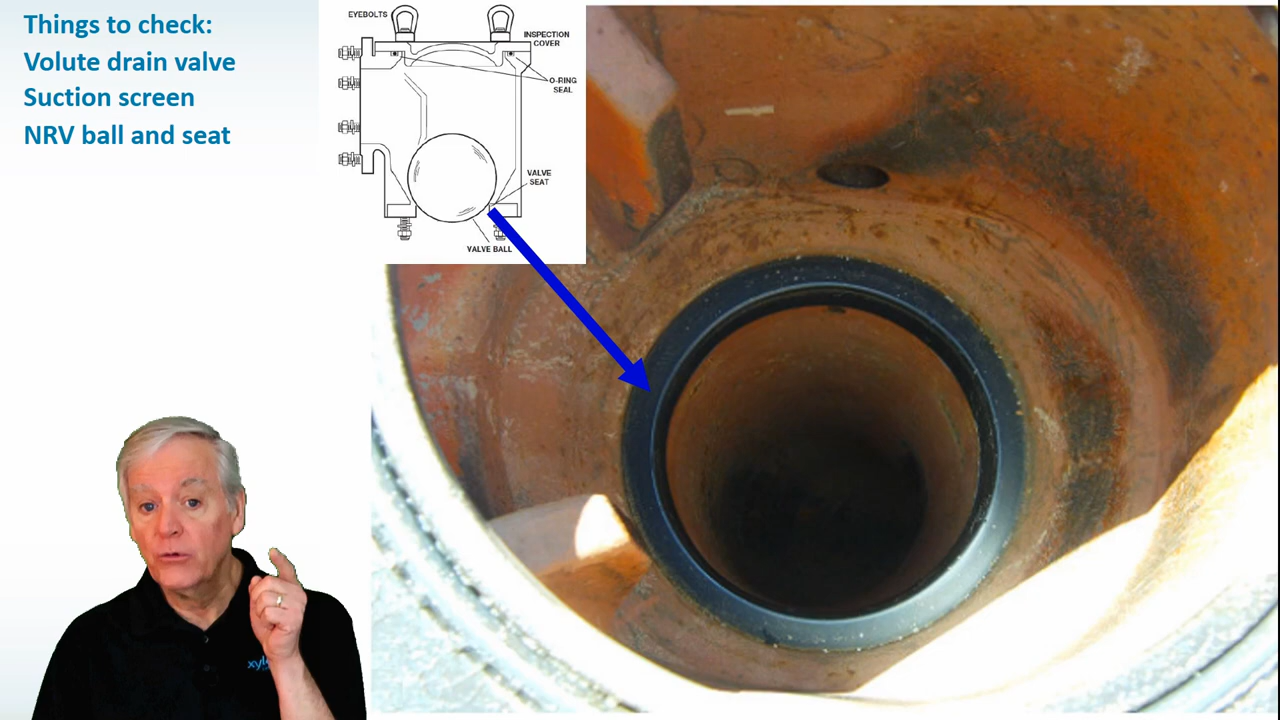 Things to check:
Volute drain valve
Suction screen
NRV ball and seat
EYEBOLTS
INSPECTION
COVER
O-RING
SEAL
VALVE
SEAT
VALVE BALL